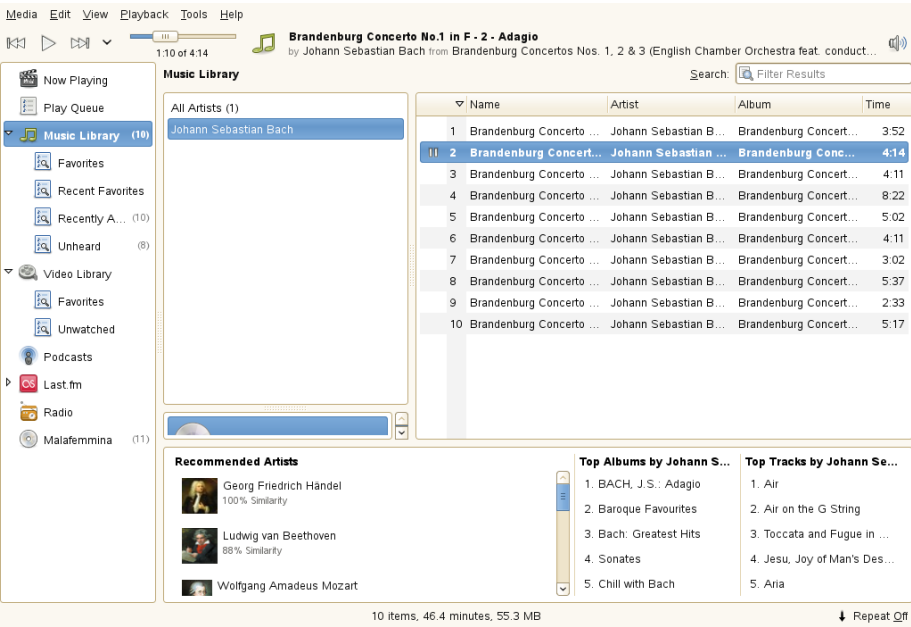 Media Edit View Playback Tools Help
1:10 of 4:14
Brandenburg Concerto No.1 in F - 2 - Adagio
by Johann Sebastian Bach from Brandenburg Concertos Nos. 1, 2 & 3 (English Chamber Orchestra feat. conduct...
Now Playing
Play Queue
Music Library (10)
Favorites
Recent Favorites
Recently A... (10)
Unheard (8)
Video Library
Favorites
Unwatched
Podcasts
Last.fm
Radio
Malafemmina (11)
Music Library
Search: Filter Results
All Artists (1)
Johann Sebastian Bach
Name Artist Album Time
1 Brandenburg Concerto ... Johann Sebastian B... Brandenburg Concert... 3:52
2 Brandenburg Concert... Johann Sebastian ... Brandenburg Conc... 4:14
3 Brandenburg Concerto ... Johann Sebastian B... Brandenburg Concert... 4:11
4 Brandenburg Concerto ... Johann Sebastian B... Brandenburg Concert... 8:22
5 Brandenburg Concerto ... Johann Sebastian B... Brandenburg Concert... 5:02
6 Brandenburg Concerto ... Johann Sebastian B... Brandenburg Concert... 4:11
7 Brandenburg Concerto ... Johann Sebastian B... Brandenburg Concert... 3:02
8 Brandenburg Concerto ... Johann Sebastian B... Brandenburg Concert... 5:37
9 Brandenburg Concerto ... Johann Sebastian B... Brandenburg Concert... 2:33
10 Brandenburg Concerto ... Johann Sebastian B... Brandenburg Concert... 5:17
Recommended Artists
Georg Friedrich Händel
100% Similarity
Ludwig van Beethoven
88% Similarity
Wolfgang Amadeus Mozart
Top Albums by Johann S...
1. BACH, J.S.: Adagio
2. Baroque Favourites
3. Bach: Greatest Hits
4. Sonates
5. Chill with Bach
Top Tracks by Johann Se...
1. Air
2. Air on the G String
3. Toccata and Fugue in ...
4. Jesu, Joy of Man's Des...
5. Aria
10 items, 46.4 minutes, 55.3 MB
Repeat Off